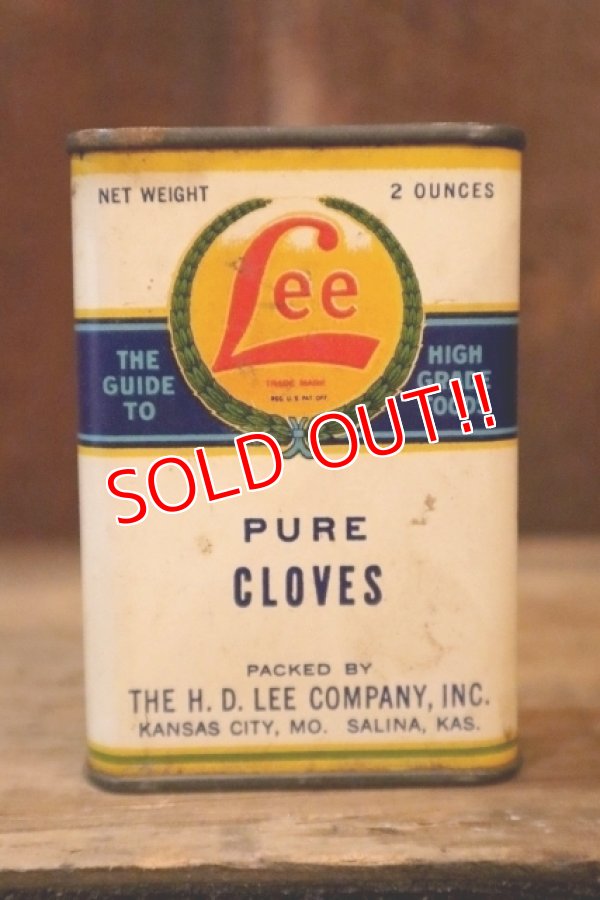 NET WEIGHT 2 OUNCES
Lee
TRADE MARK
REG. U.S. PAT. OFF.
THE
GUIDE
TO
HIGH
GRADE
FOODS
SOLD OUT!!
PURE
CLOVES
PACKED BY
THE H. D. LEE COMPANY, INC.
KANSAS CITY, MO. SALINA, KAS.